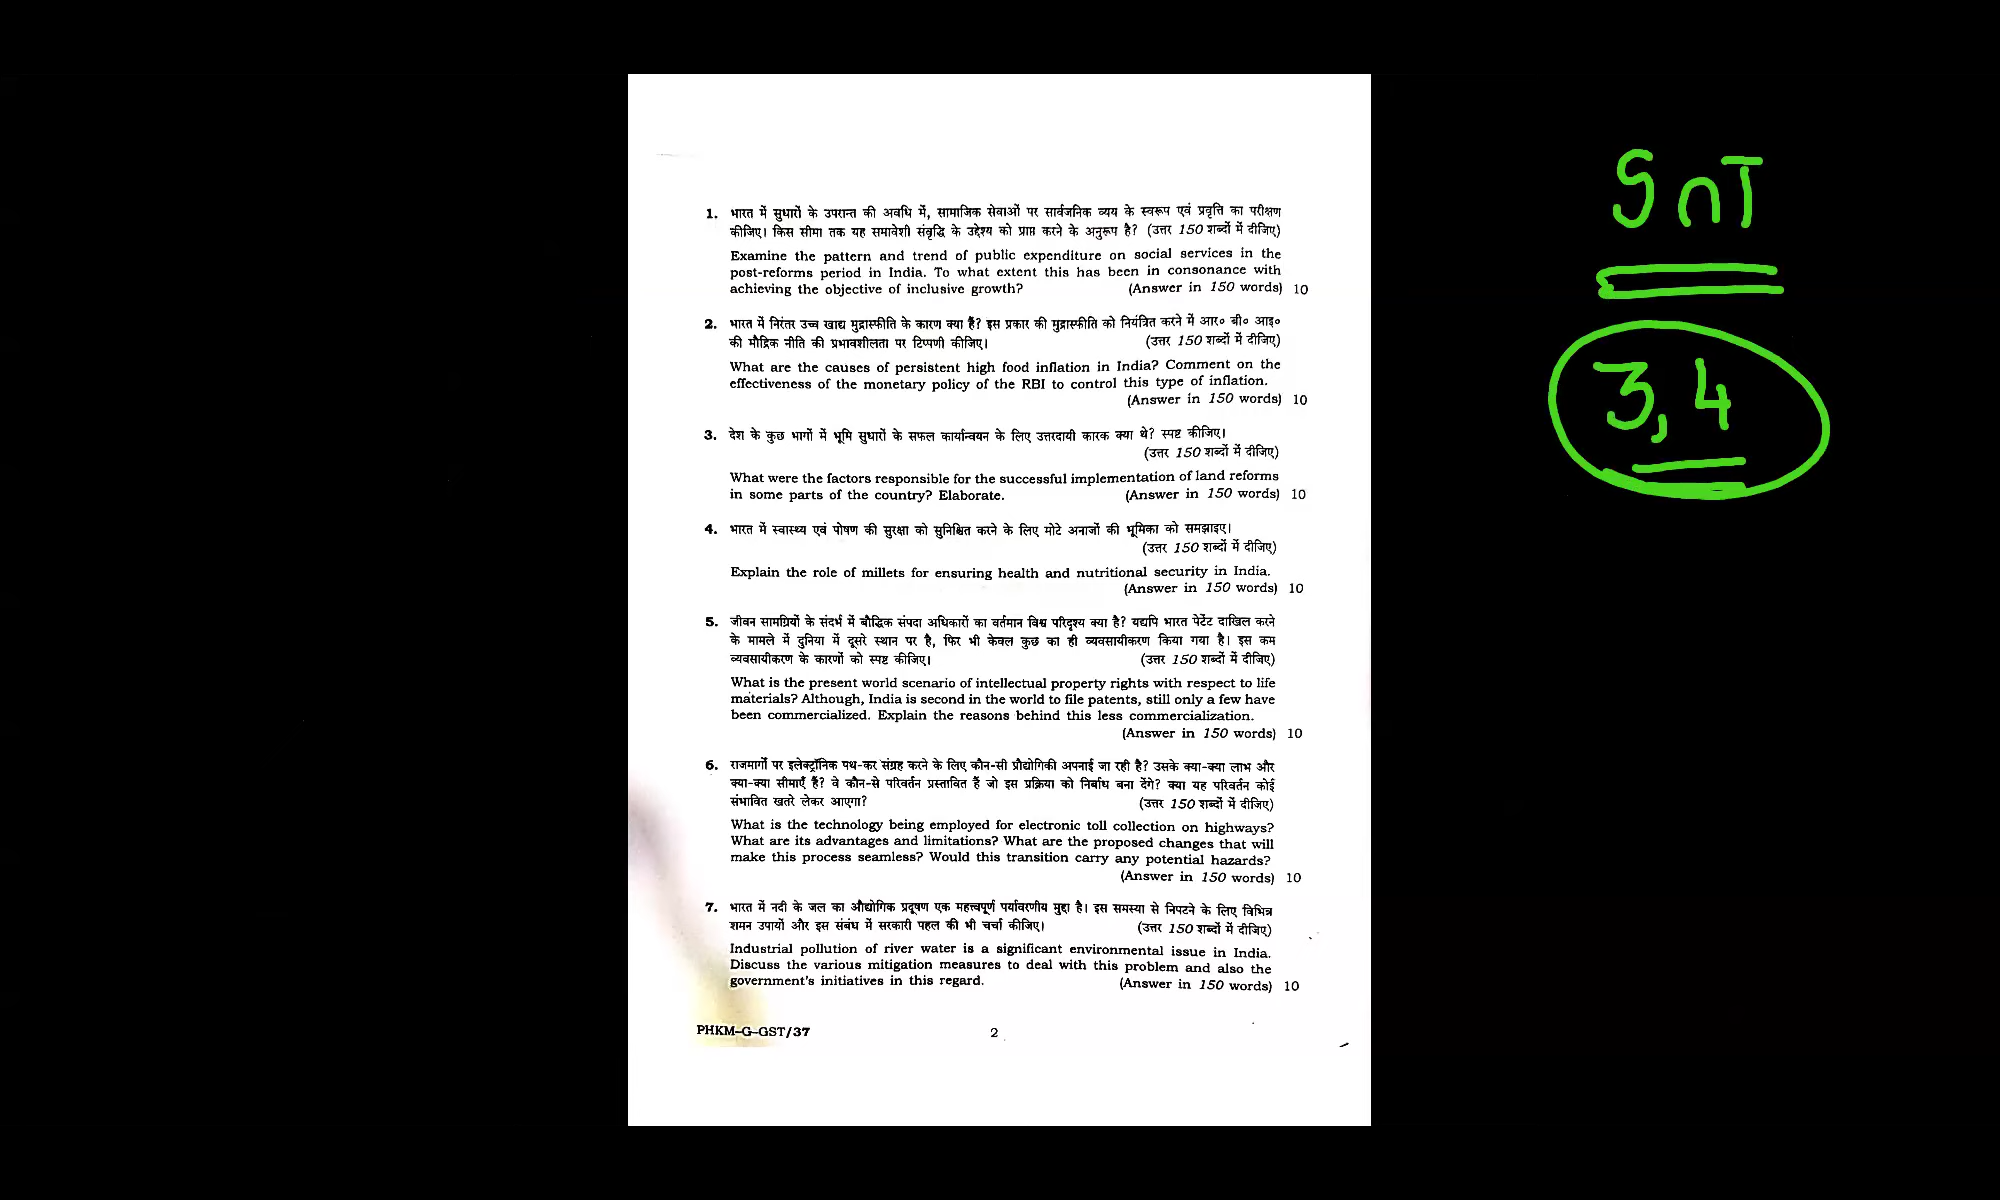 1. भारत में सुधारों के उपरान्त की अवधि में, सामाजिक सेवाओं पर सार्वजनिक व्यय के स्वरूप एवं प्रवृत्ति का परीक्षण
कीजिए। किस सीमा तक यह समावेशी संवृद्धि के उद्देश्य को प्राप्त करने के अनुरूप है? (उत्तर 150 शब्दों में दीजिए)
Examine the pattern and trend of public expenditure on social services in the
post-reforms period in India. To what extent this has been in consonance with
achieving the objective of inclusive growth? (Answer in 150 words) 10
2. भारत में निरंतर उच्च खाद्य मुद्रास्फीति के कारण क्या हैं? इस प्रकार की मुद्रास्फीति को नियंत्रित करने में आर० बी० आइ०
की मौद्रिक नीति की प्रभावशीलता पर टिप्पणी कीजिए। (उत्तर 150 शब्दों में दीजिए)
What are the causes of persistent high food inflation in India? Comment on the
effectiveness of the monetary policy of the RBI to control this type of inflation.
(Answer in 150 words) 10
3. देश के कुछ भागों में भूमि सुधारों के सफल कार्यान्वयन के लिए उत्तरदायी कारक क्या थे? स्पष्ट कीजिए।
(उत्तर 150 शब्दों में दीजिए)
What were the factors responsible for the successful implementation of land reforms
in some parts of the country? Elaborate. (Answer in 150 words) 10
4. भारत में स्वास्थ्य एवं पोषण की सुरक्षा को सुनिश्चित करने के लिए मोटे अनाजों की भूमिका को समझाइए।
(उत्तर 150 शब्दों में दीजिए)
Explain the role of millets for ensuring health and nutritional security in India.
(Answer in 150 words) 10
5. जीवन सामग्रियों के संदर्भ में बौद्धिक संपदा अधिकारों का वर्तमान विश्व परिदृश्य क्या है? यद्यपि भारत पेटेंट दाखिल करने
के मामले में दुनिया में दूसरे स्थान पर है, फिर भी केवल कुछ का ही व्यवसायीकरण किया गया है। इस कम
व्यवसायीकरण के कारणों को स्पष्ट कीजिए। (उत्तर 150 शब्दों में दीजिए)
What is the present world scenario of intellectual property rights with respect to life
materials? Although, India is second in the world to file patents, still only a few have
been commercialized. Explain the reasons behind this less commercialization.
(Answer in 150 words) 10
6. राजमार्गों पर इलेक्ट्रॉनिक पथ-कर संग्रह करने के लिए कौन-सी प्रौद्योगिकी अपनाई जा रही है? उसके क्या-क्या लाभ और
क्या-क्या सीमाएँ हैं? वे कौन-से परिवर्तन प्रस्तावित हैं जो इस प्रक्रिया को निर्बाध बना देंगे? क्या यह परिवर्तन कोई
संभावित खतरे लेकर आएगा? (उत्तर 150 शब्दों में दीजिए)
What is the technology being employed for electronic toll collection on highways?
What are its advantages and limitations? What are the proposed changes that will
make this process seamless? Would this transition carry any potential hazards?
(Answer in 150 words) 10
7. भारत में नदी के जल का औद्योगिक प्रदूषण एक महत्त्वपूर्ण पर्यावरणीय मुद्दा है। इस समस्या से निपटने के लिए विभिन्न
शमन उपायों और इस संबंध में सरकारी पहल की भी चर्चा कीजिए। (उत्तर 150 शब्दों में दीजिए)
Industrial pollution of river water is a significant environmental issue in India.
Discuss the various mitigation measures to deal with this problem and also the
government's initiatives in this regard. (Answer in 150 words) 10
PHKM-G-GST/37 2
SnT
3, 4